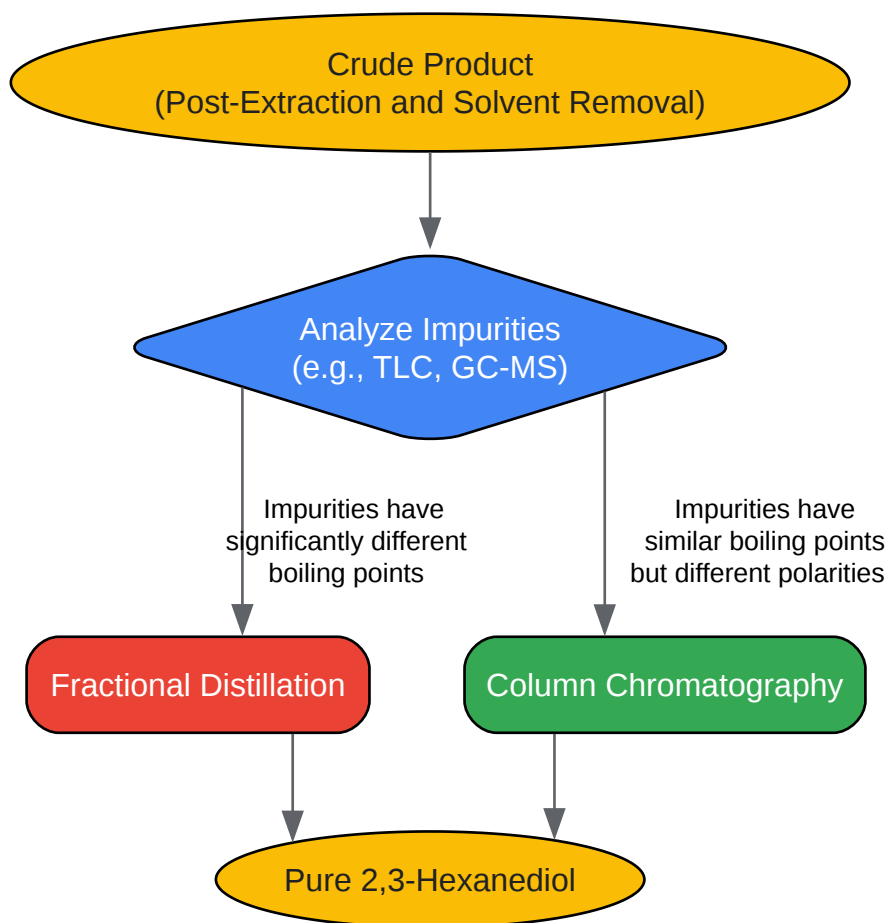 Crude Product
(Post-Extraction and Solvent Removal)
Analyze Impurities
(e.g., TLC, GC-MS)
Impurities have
significantly different
boiling points
Impurities have
similar boiling points
but different polarities
Fractional Distillation
Column Chromatography
Pure 2,3-Hexanediol